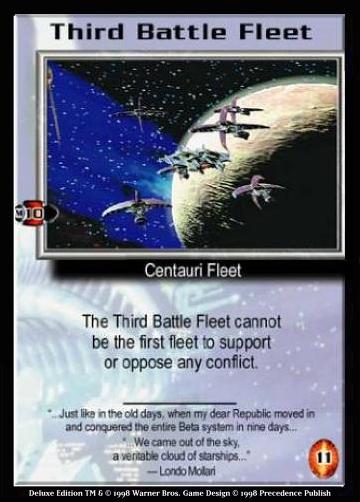 Third Battle Fleet
M 10
Centauri Fleet
The Third Battle Fleet cannot
be the first fleet to support
or oppose any conflict.
"...Just like in the old days, when my dear Republic moved in
and conquered the entire Beta system in nine days...
"...We came out of the sky,
a veritable cloud of starships..."
— Londo Mollari
11
Deluxe Edition TM & © 1998 Warner Bros. Game Design © 1998 Precedence Publish